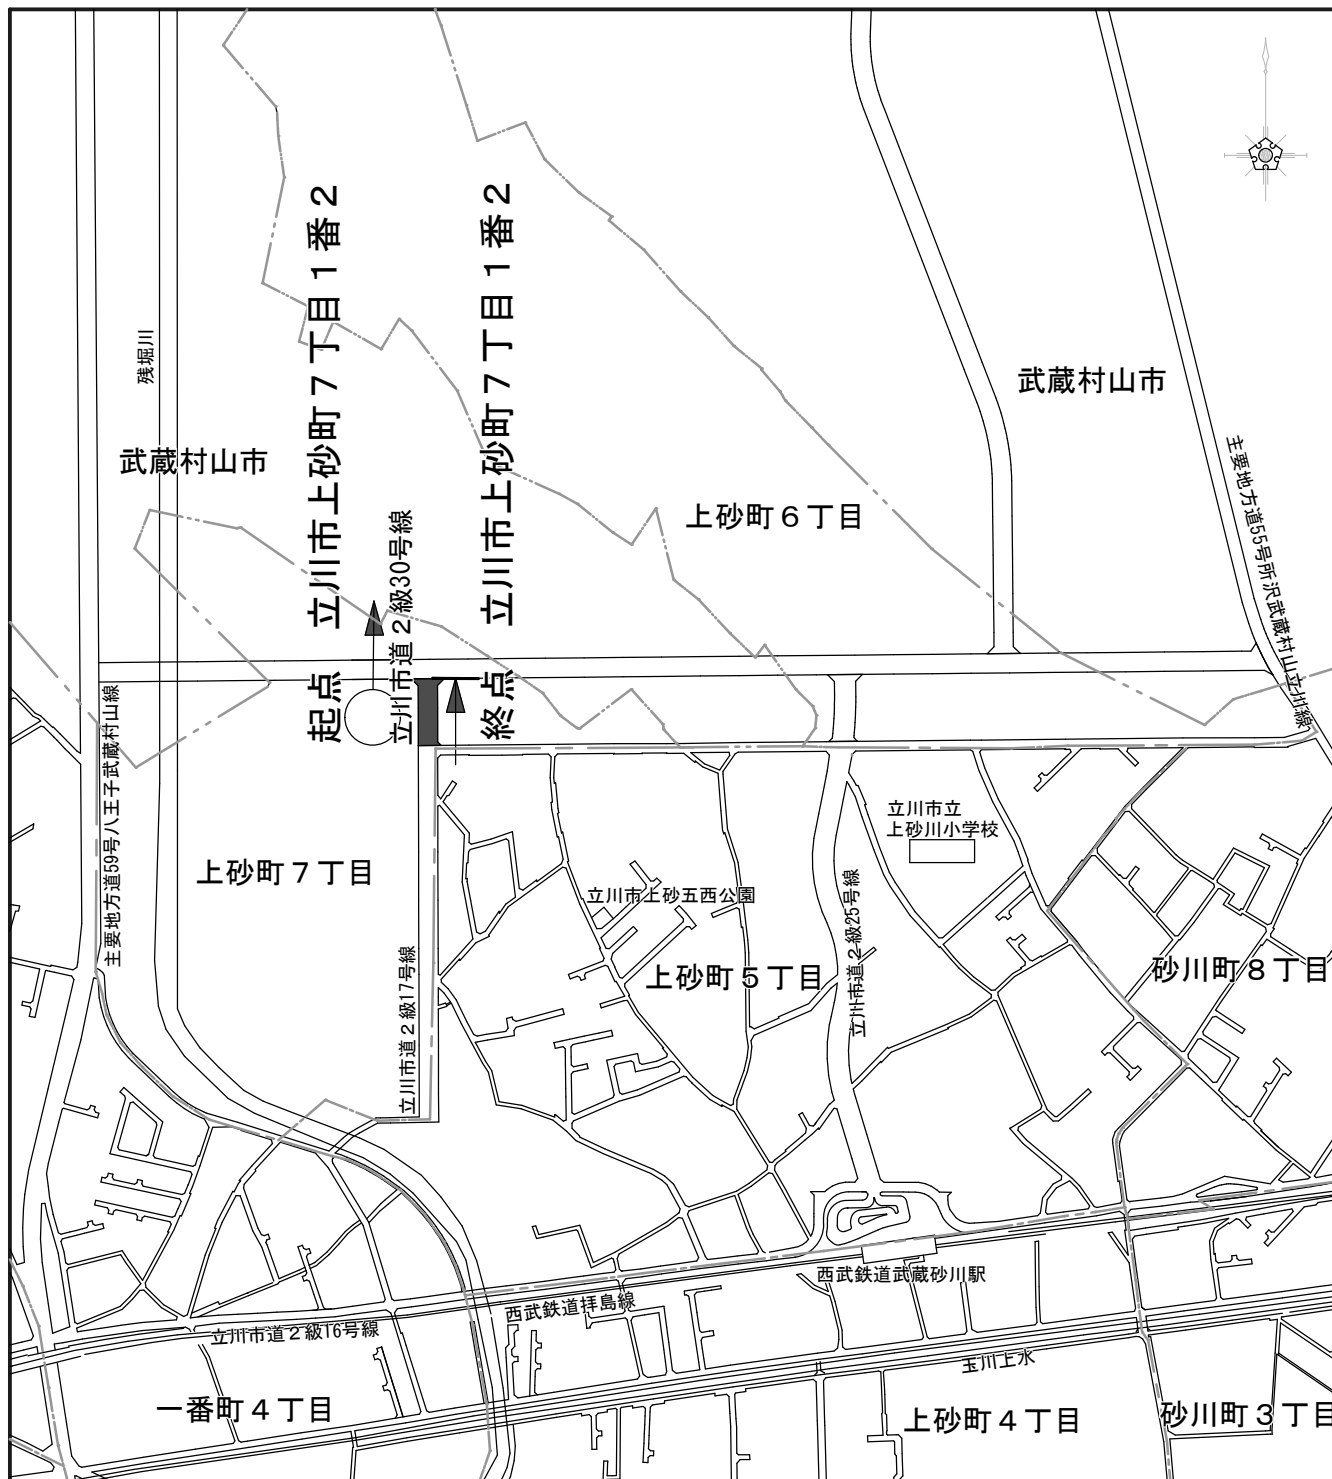 起点　立川市上砂町７丁目１番２
終点　立川市上砂町７丁目１番２
立川市道２級30号線
残堀川
武蔵村山市
武蔵村山市
上砂町６丁目
主要地方道55号所沢武蔵村山立川線
主要地方道59号八王子武蔵村山線
立川市立
上砂川小学校
上砂町７丁目
立川市上砂五西公園
立川市道２級25号線
上砂町５丁目
砂川町８丁目
立川市道２級17号線
西武鉄道武蔵砂川駅
西武鉄道拝島線
立川市道２級16号線
玉川上水
一番町４丁目
上砂町４丁目
砂川町３丁目